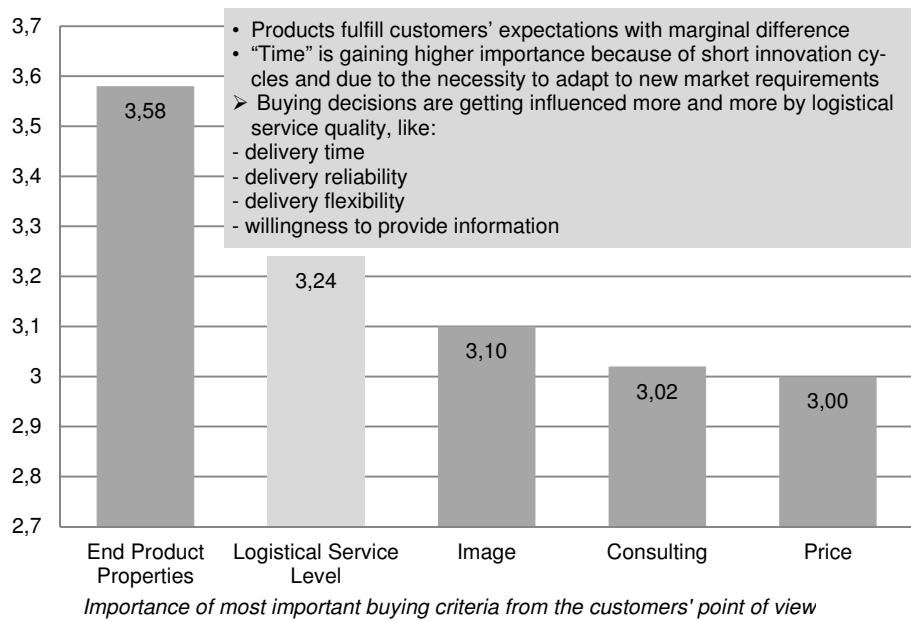 3,7
3,6
3,5
3,4
3,3
3,2
3,1
3
2,9
2,8
2,7
• Products fulfill customers’ expectations with marginal difference
• “Time” is gaining higher importance because of short innovation cy-
cles and due to the necessity to adapt to new market requirements
➢ Buying decisions are getting influenced more and more by logistical
service quality, like:
- delivery time
- delivery reliability
- delivery flexibility
- willingness to provide information
3,58
3,24
3,10
3,02
3,00
End Product
Properties
Logistical Service
Level
Image
Consulting
Price
Importance of most important buying criteria from the customers' point of view